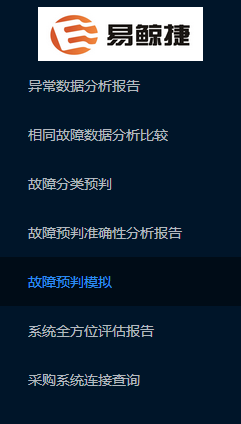 易鲸捷
异常数据分析报告
相同故障数据分析比较
故障分类预判
故障预判准确性分析报告
故障预判模拟
系统全方位评估报告
采购系统连接查询